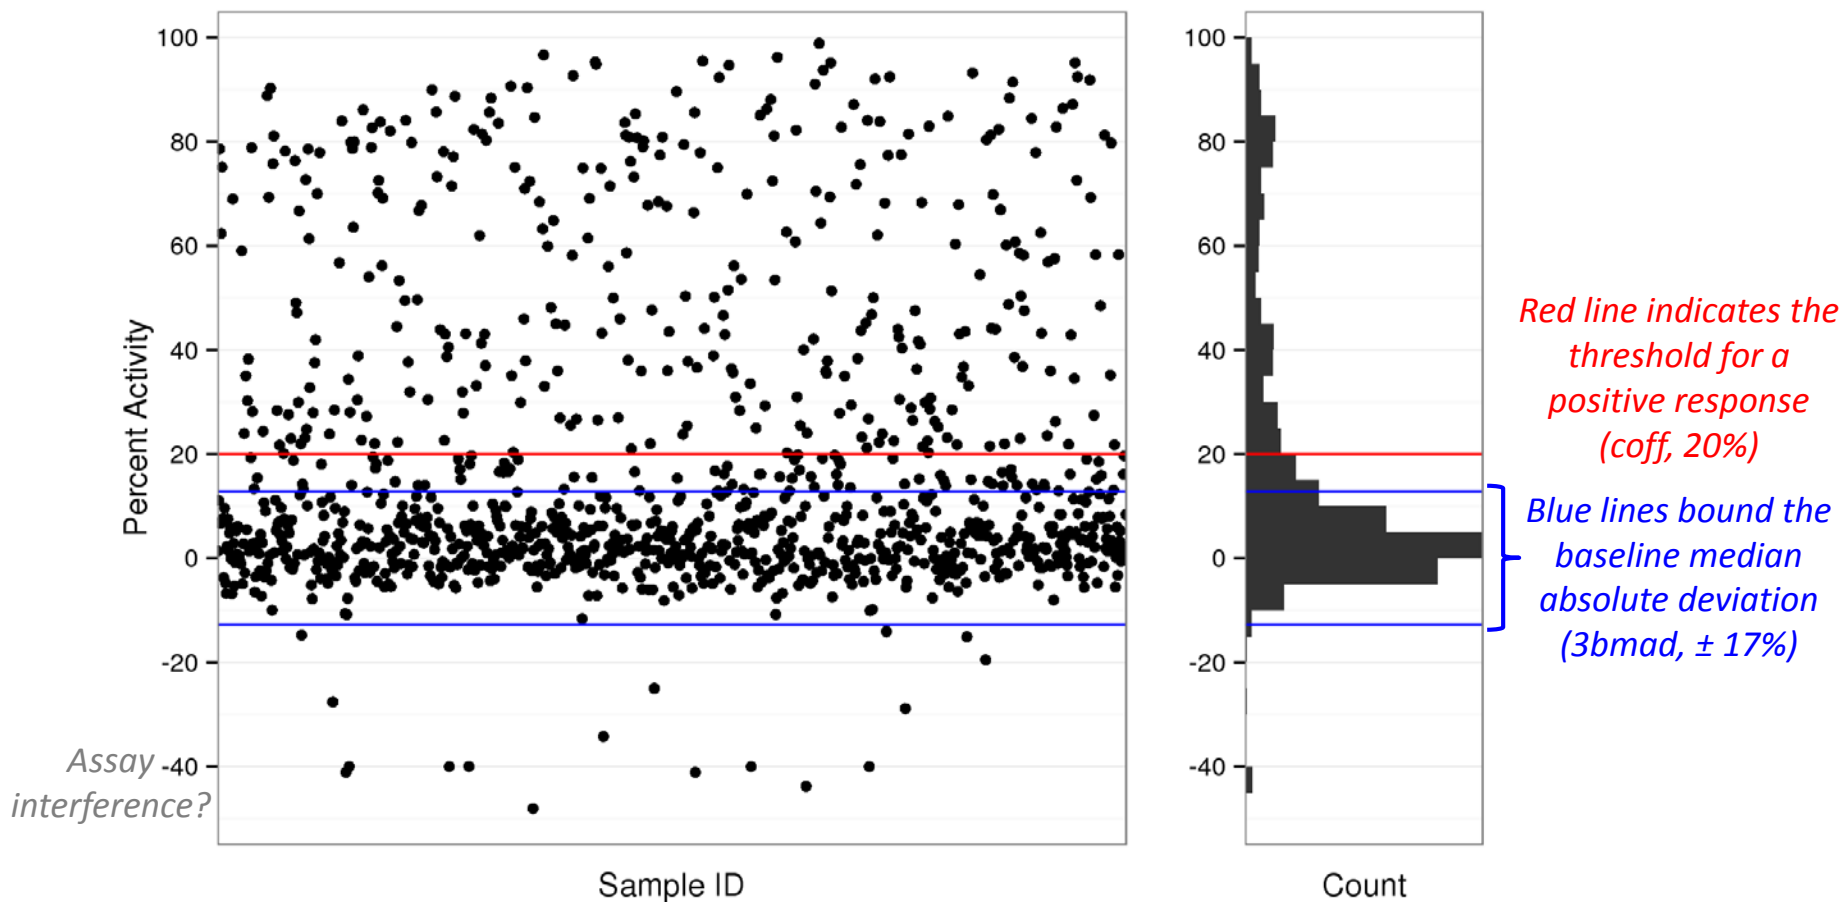 100
80
60
40
20
0
-20
-40
Percent Activity
Sample ID
Assay
interference?
100
80
60
40
20
0
-20
-40
Count
Red line indicates the
threshold for a
positive response
(coff, 20%)
Blue lines bound the
baseline median
absolute deviation
(3bmad, ± 17%)